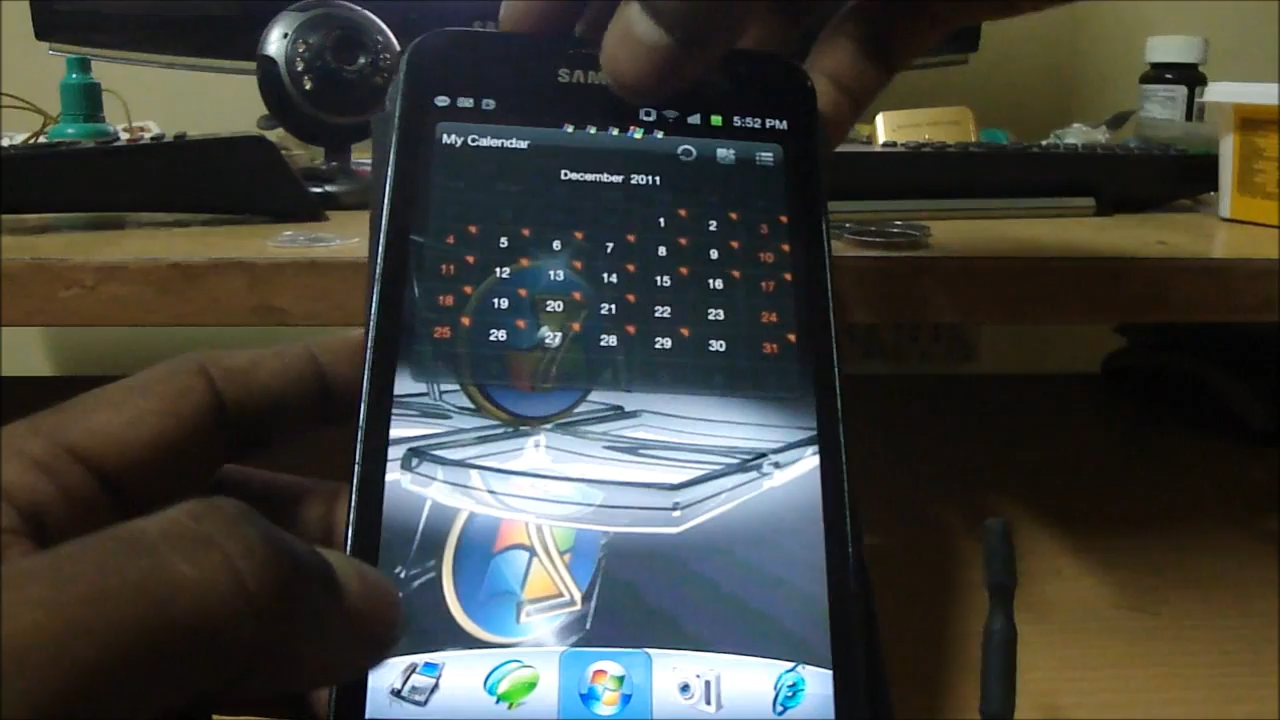 SAM
5:52 PM
My Calendar
December 2011
1 2 3
4 5 6 7 8 9 10
11 12 13 14 15 16 17
18 19 20 21 22 23 24
25 26 27 28 29 30 31
7
7